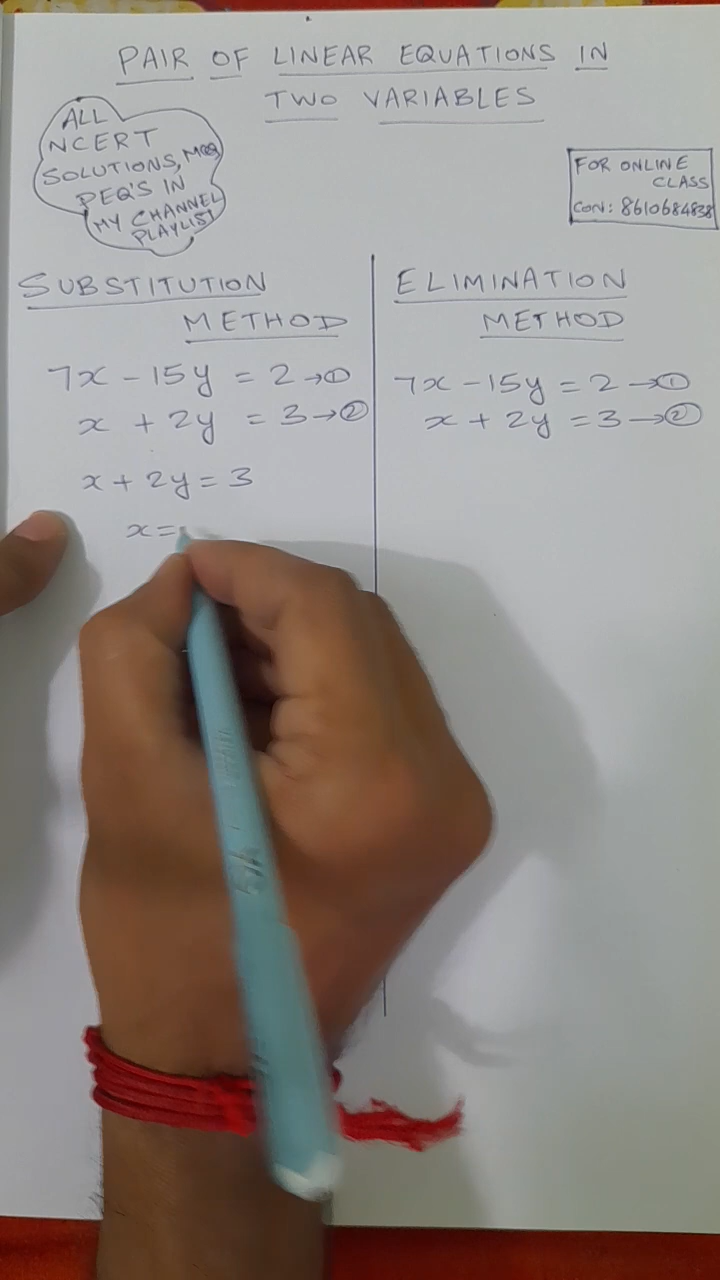 PAIR OF LINEAR EQUATIONS IN
TWO VARIABLES
ALL
NCERT
SOLUTIONS, MCQ,
PEQ'S IN
MY CHANNEL
PLAYLIST
FOR ONLINE
CLASS
CON: 8610684838
SUBSTITUTION
METHOD
7x - 15y = 2 → ①
x + 2y = 3 → ②
x + 2y = 3
x =
ELIMINATION
METHOD
7x - 15y = 2 → ①
x + 2y = 3 → ②